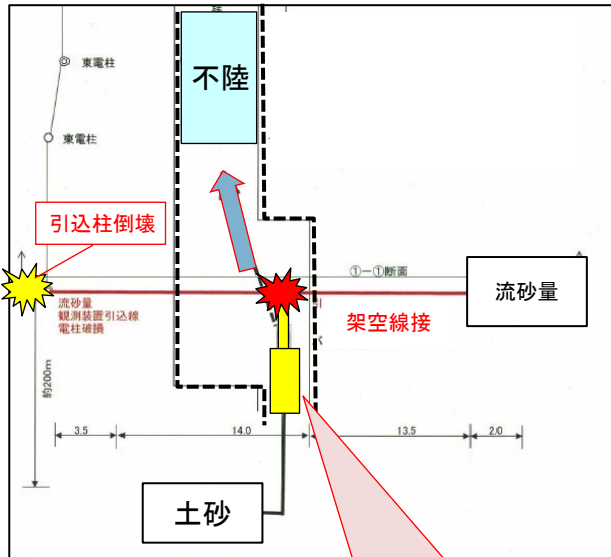 不陸
東電柱
東電柱
引込柱倒壊
①ー①断面
流砂量
流砂量
観測装置引込線
電柱破損
引
架空線接
約200m
3.5
14.0
13.5
2.0
土砂